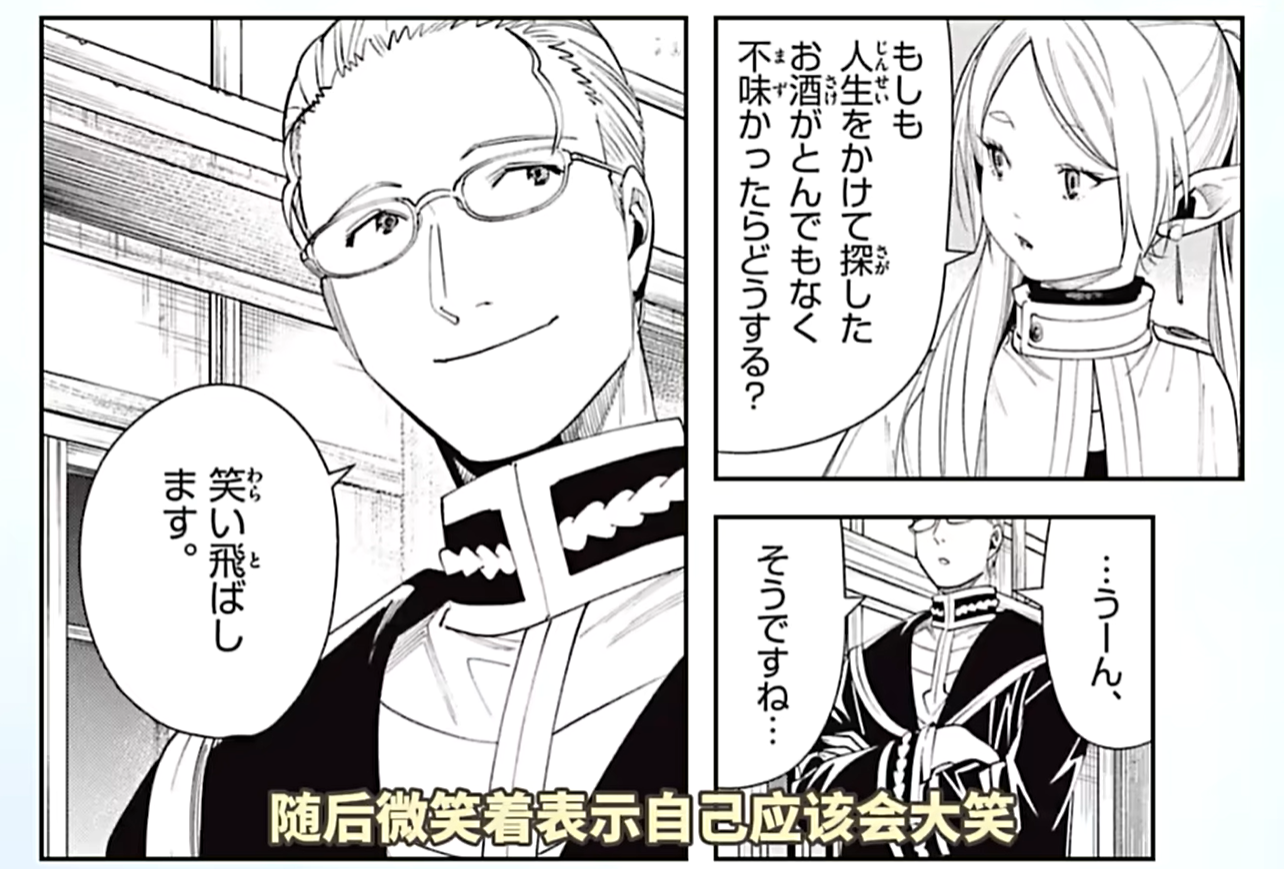 もしも
人生をかけて探した
お酒がとんでもなく
不味かったらどうする?
…うーん、
そうですね…
笑い飛ばし
ます。
随后微笑着表示自己应该会大笑